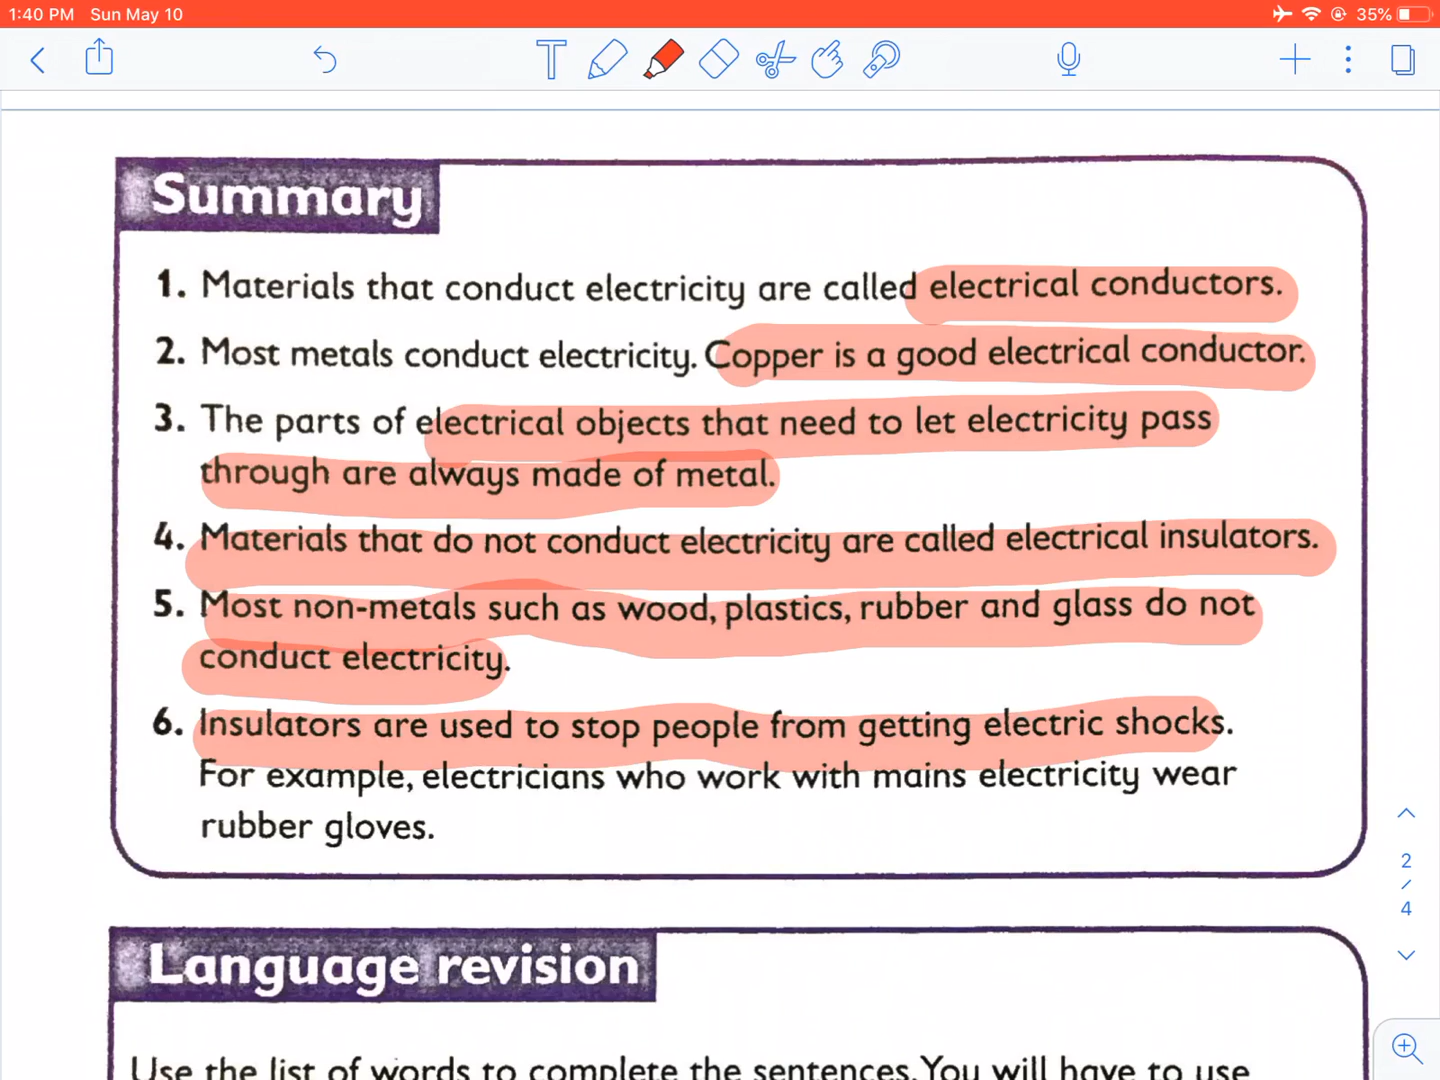 1:40 PM Sun May 10 35%
Summary
1. Materials that conduct electricity are called electrical conductors.
2. Most metals conduct electricity. Copper is a good electrical conductor.
3. The parts of electrical objects that need to let electricity pass
through are always made of metal.
4. Materials that do not conduct electricity are called electrical insulators.
5. Most non-metals such as wood, plastics, rubber and glass do not
conduct electricity.
6. Insulators are used to stop people from getting electric shocks.
For example, electricians who work with mains electricity wear
rubber gloves.
2
/
4
Language revision
Use the list of words to complete the sentences. You will have to use